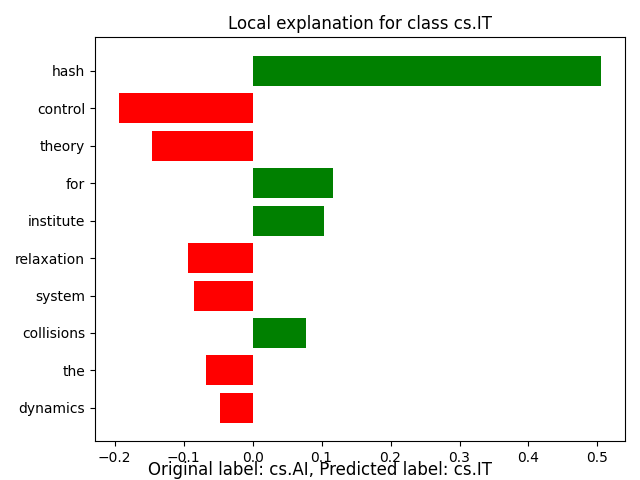 Local explanation for class cs.IT
hash
control
theory
for
institute
relaxation
system
collisions
the
dynamics
−0.2 −0.1 0.0 0.1 0.2 0.3 0.4 0.5
Original label: cs.AI, Predicted label: cs.IT